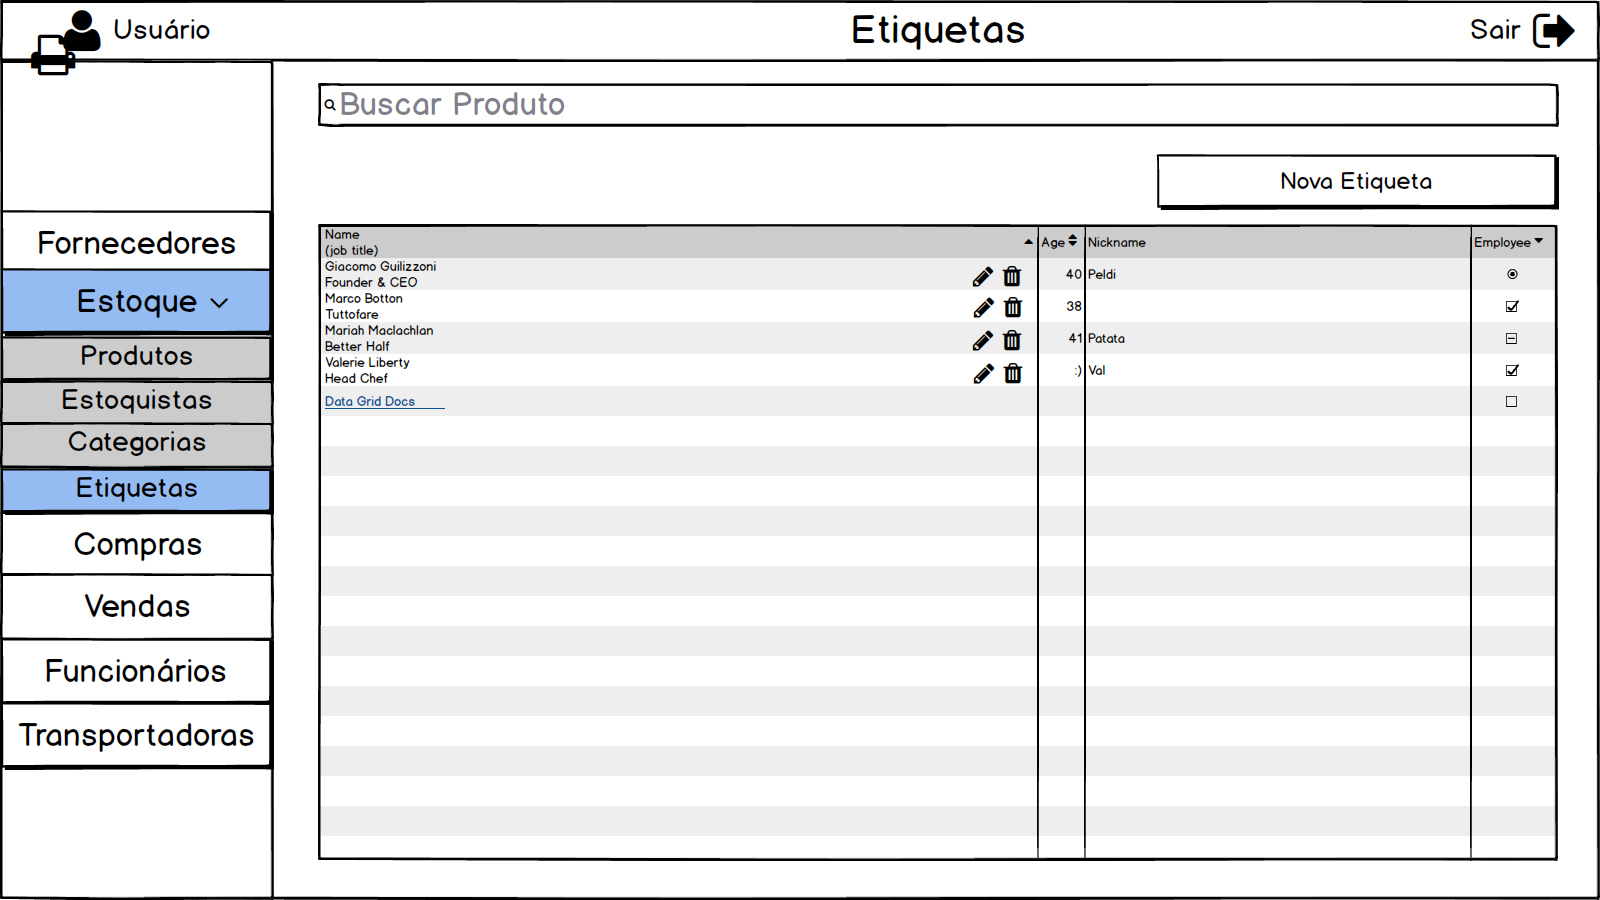 Usuário
Etiquetas
Sair
Buscar Produto
Nova Etiqueta
Fornecedores
Estoque
Produtos
Estoquistas
Categorias
Etiquetas
Compras
Vendas
Funcionários
Transportadoras
Name
(job title)
Age
Nickname
Employee
Giacomo Guilizzoni
Founder & CEO
40
Peldi
Marco Botton
Tuttofare
38
Mariah Maclachlan
Better Half
41
Patata
Valerie Liberty
Head Chef
:)
Val
Data Grid Docs